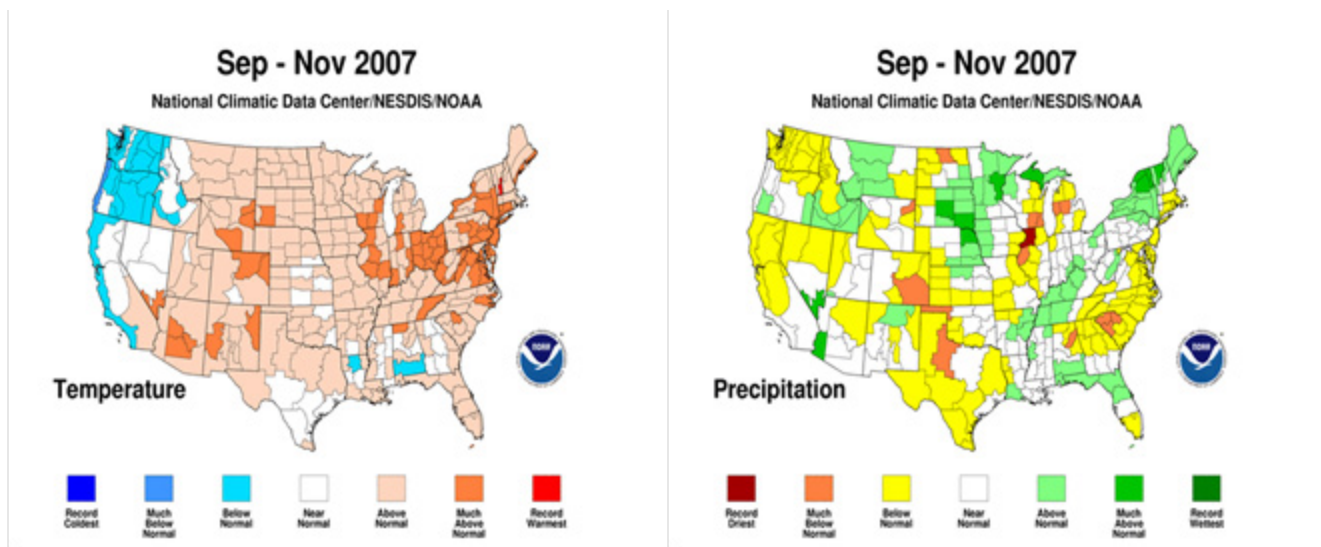 Sep - Nov 2007
National Climatic Data Center/NESDIS/NOAA
noaa
Temperature
Record
Coldest
Much
Below
Normal
Below
Normal
Near
Normal
Above
Normal
Much
Above
Normal
Record
Warmest
Sep - Nov 2007
National Climatic Data Center/NESDIS/NOAA
noaa
Precipitation
Record
Driest
Much
Below
Normal
Below
Normal
Near
Normal
Above
Normal
Much
Above
Normal
Record
Wettest